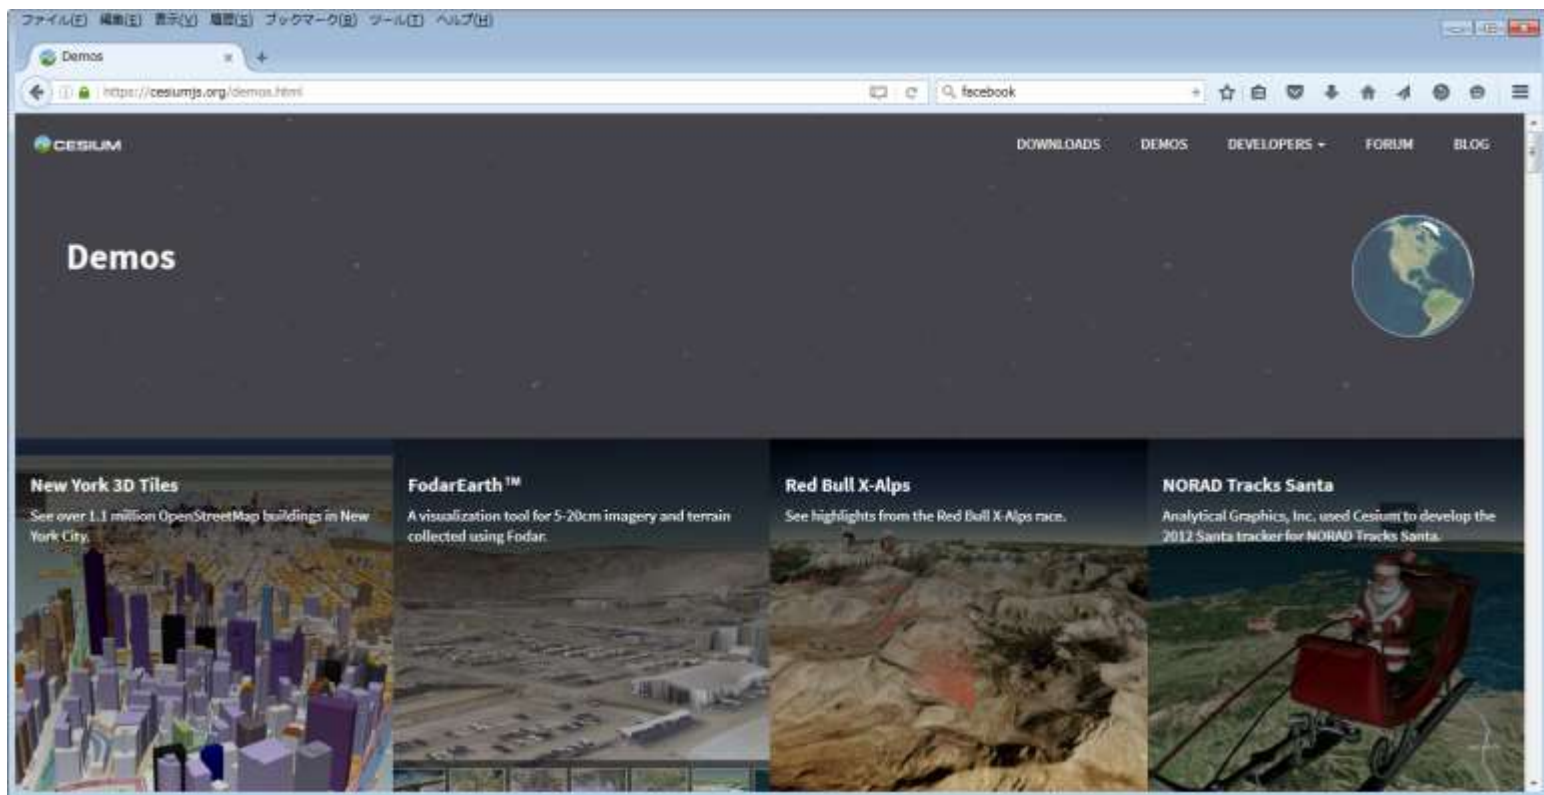 ファイル(F) 編集(E) 表示(V) 履歴(S) ブックマーク(B) ツール(T) ヘルプ(H)
Demos
https://cesiumjs.org/demos.html
facebook
CESIUM
DOWNLOADS DEMOS DEVELOPERS FORUM BLOG
Demos
New York 3D Tiles
See over 1.1 million OpenStreetMap buildings in New
York City.
FodarEarth™
A visualization tool for 5-20cm imagery and terrain
collected using Fodar.
Red Bull X-Alps
See highlights from the Red Bull X-Alps race.
NORAD Tracks Santa
Analytical Graphics, Inc. used Cesium to develop the
2012 Santa tracker for NORAD Tracks Santa.